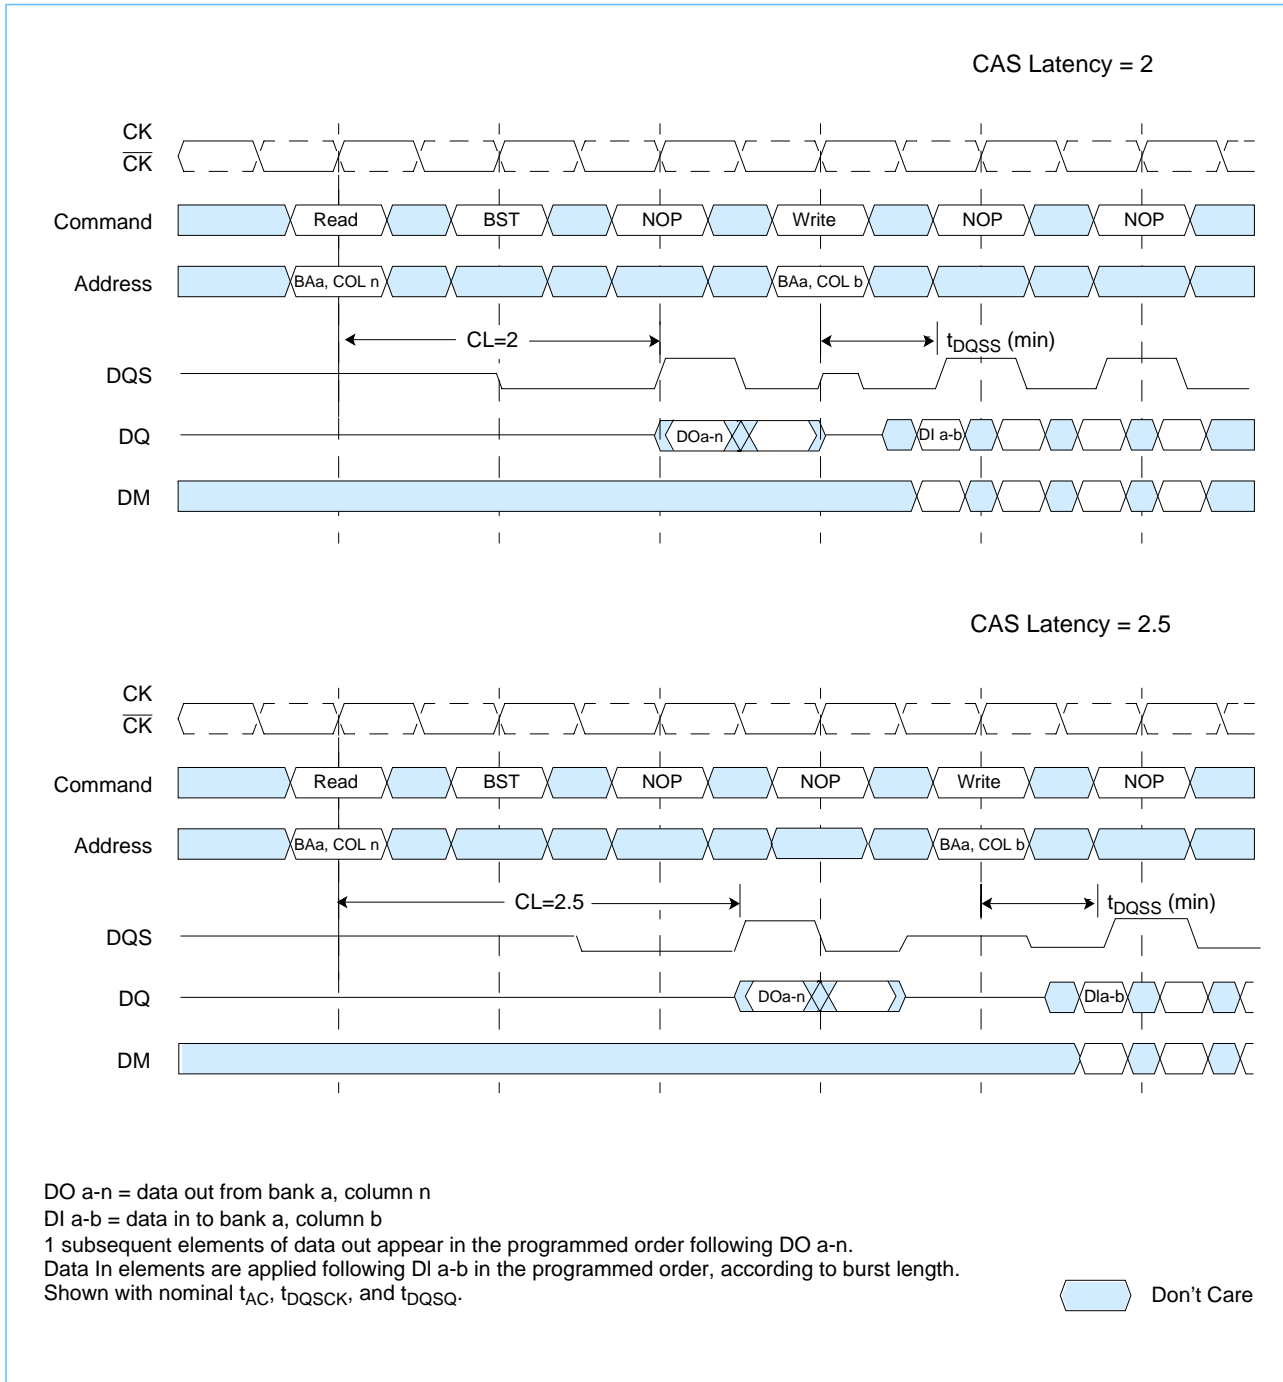 CAS Latency = 2
CK
CK
Command Read BST NOP Write NOP NOP
Address BAa, COL n BAa, COL b
CL=2 tDQSS (min)
DQS
DQ DOa-n DI a-b
DM
CAS Latency = 2.5
CK
CK
Command Read BST NOP NOP Write NOP
Address BAa, COL n BAa, COL b
CL=2.5 tDQSS (min)
DQS
DQ DOa-n DIa-b
DM
DO a-n = data out from bank a, column n
DI a-b = data in to bank a, column b
1 subsequent elements of data out appear in the programmed order following DO a-n.
Data In elements are applied following DI a-b in the programmed order, according to burst length.
Shown with nominal tAC, tDQSCK, and tDQSQ.
Don't Care